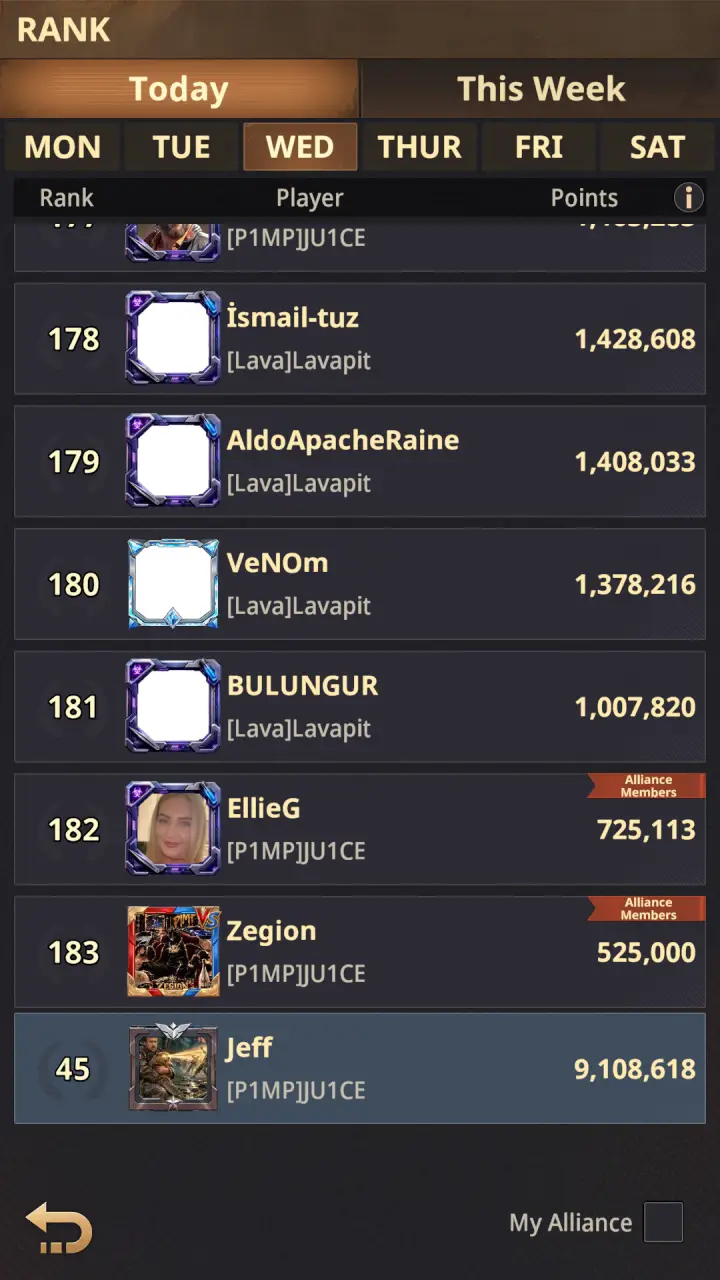 RANK
Today
This Week
MON
TUE
WED
THUR
FRI
SAT
Rank
Player
Points
[P1MP]JU1CE
178
İsmail-tuz
[Lava]Lavapit
1,428,608
179
AldoApacheRaine
[Lava]Lavapit
1,408,033
180
VeNOm
[Lava]Lavapit
1,378,216
181
BULUNGUR
[Lava]Lavapit
1,007,820
182
EllieG
[P1MP]JU1CE
Alliance
Members
725,113
183
Zegion
[P1MP]JU1CE
Alliance
Members
525,000
45
Jeff
[P1MP]JU1CE
9,108,618
My Alliance